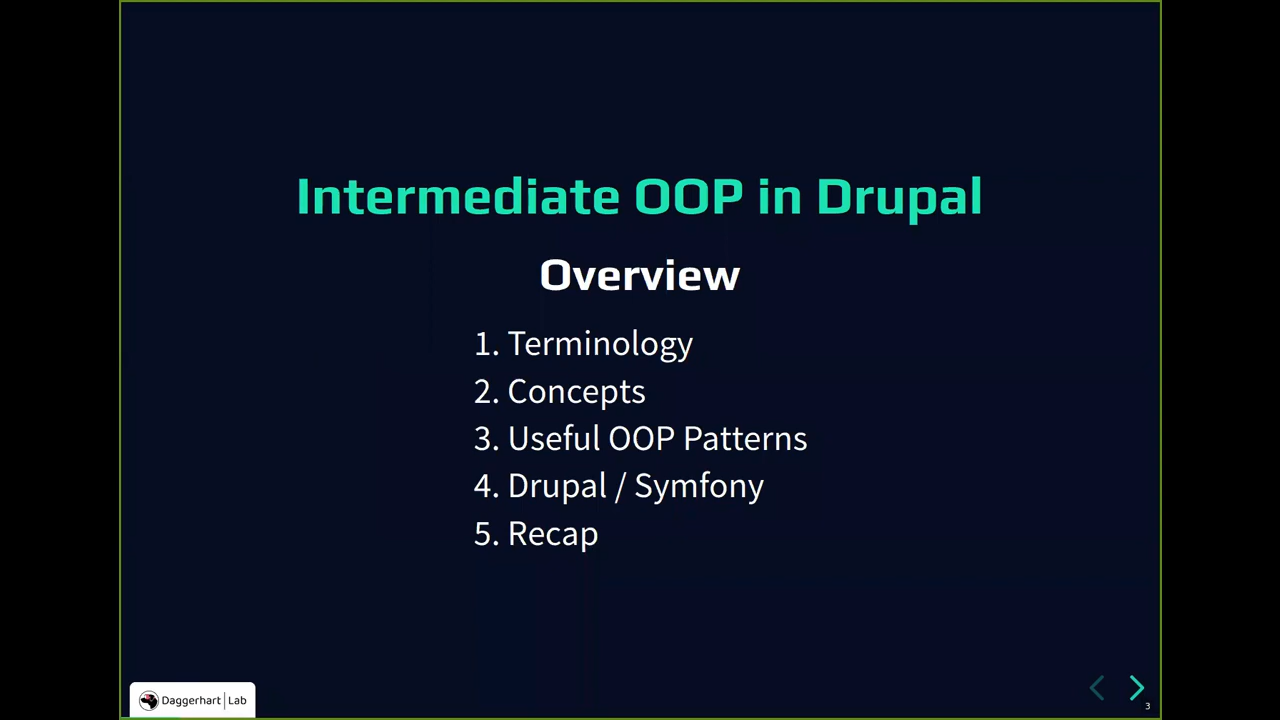 Intermediate OOP in Drupal
Overview
1. Terminology
2. Concepts
3. Useful OOP Patterns
4. Drupal / Symfony
5. Recap
Daggerhart | Lab
3